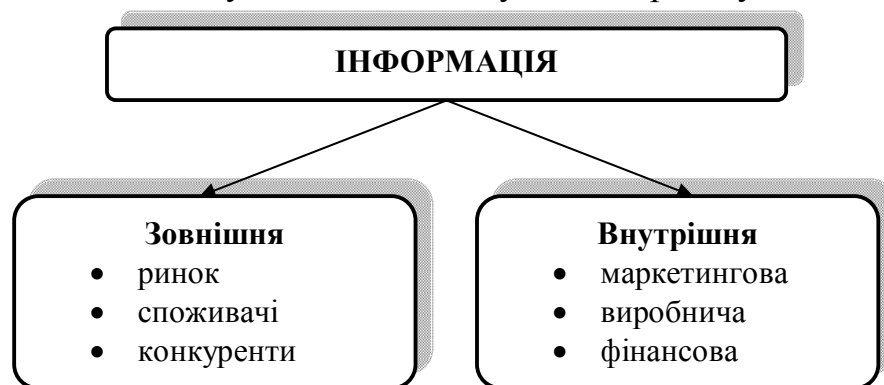 ІНФОРМАЦІЯ
Зовнішня
• ринок
• споживачі
• конкуренти
Внутрішня
• маркетингова
• виробнича
• фінансова